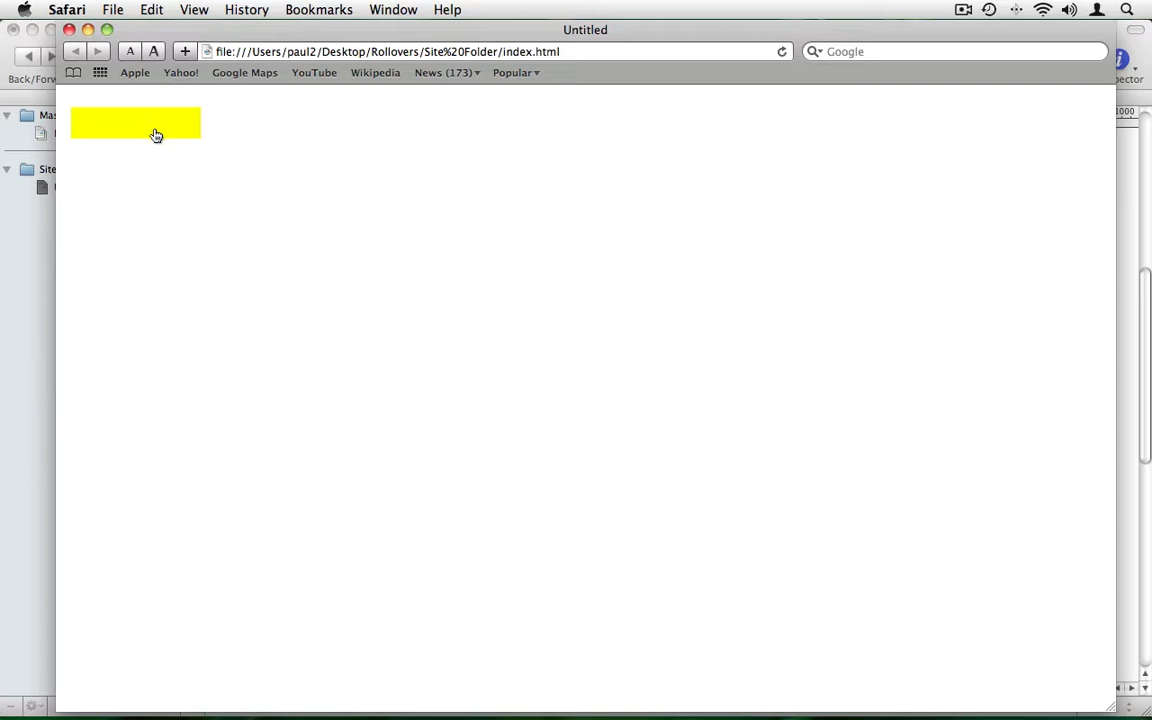 Safari File Edit View History Bookmarks Window Help
Untitled
A A + file:///Users/paul2/Desktop/Rollovers/Site%20Folder/index.html Google
Apple Yahoo! Google Maps YouTube Wikipedia News (173) Popular
Back/Forw
ector
1000
Mas
Site